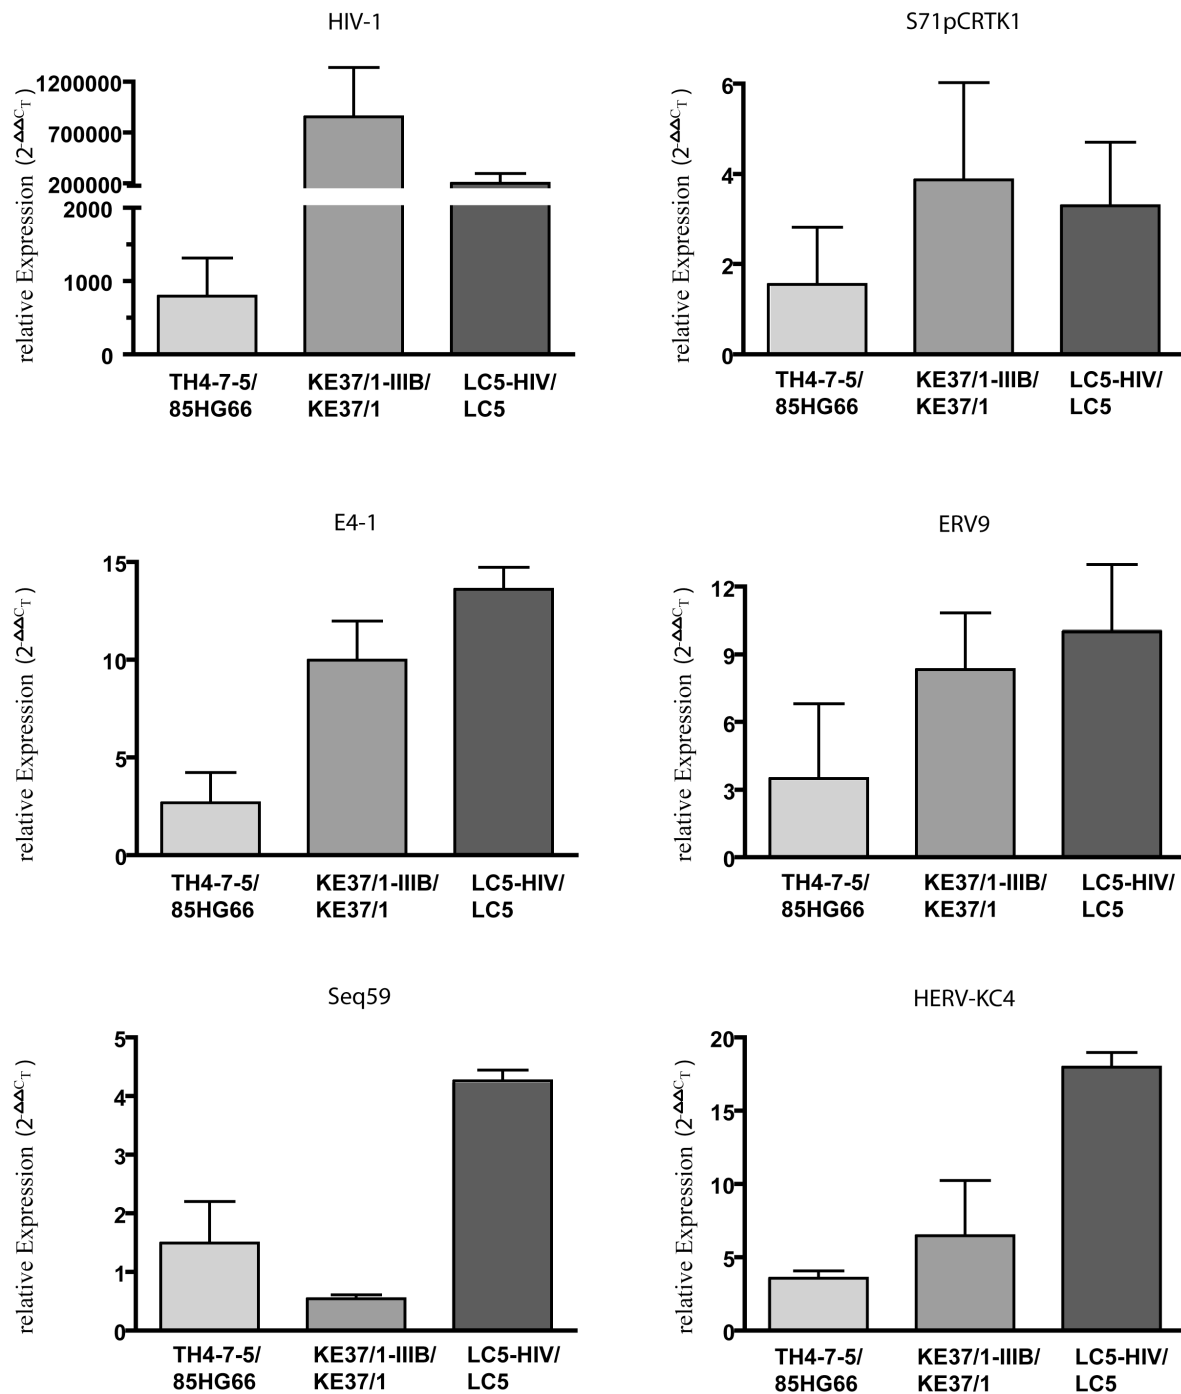 HIV-1
relative Expression (2-ΔΔCT)
1200000
700000
200000
2000
1000
0
TH4-7-5/
85HG66
KE37/1-IIIB/
KE37/1
LC5-HIV/
LC5
S71pCRTK1
relative Expression (2-ΔΔCT)
6
4
2
0
TH4-7-5/
85HG66
KE37/1-IIIB/
KE37/1
LC5-HIV/
LC5
E4-1
relative Expression (2-ΔΔCT)
15
10
5
0
TH4-7-5/
85HG66
KE37/1-IIIB/
KE37/1
LC5-HIV/
LC5
ERV9
relative Expression (2-ΔΔCT)
12
9
6
3
0
TH4-7-5/
85HG66
KE37/1-IIIB/
KE37/1
LC5-HIV/
LC5
Seq59
relative Expression (2-ΔΔCT)
5
4
3
2
1
0
TH4-7-5/
85HG66
KE37/1-IIIB/
KE37/1
LC5-HIV/
LC5
HERV-KC4
relative Expression (2-ΔΔCT)
20
15
10
5
0
TH4-7-5/
85HG66
KE37/1-IIIB/
KE37/1
LC5-HIV/
LC5